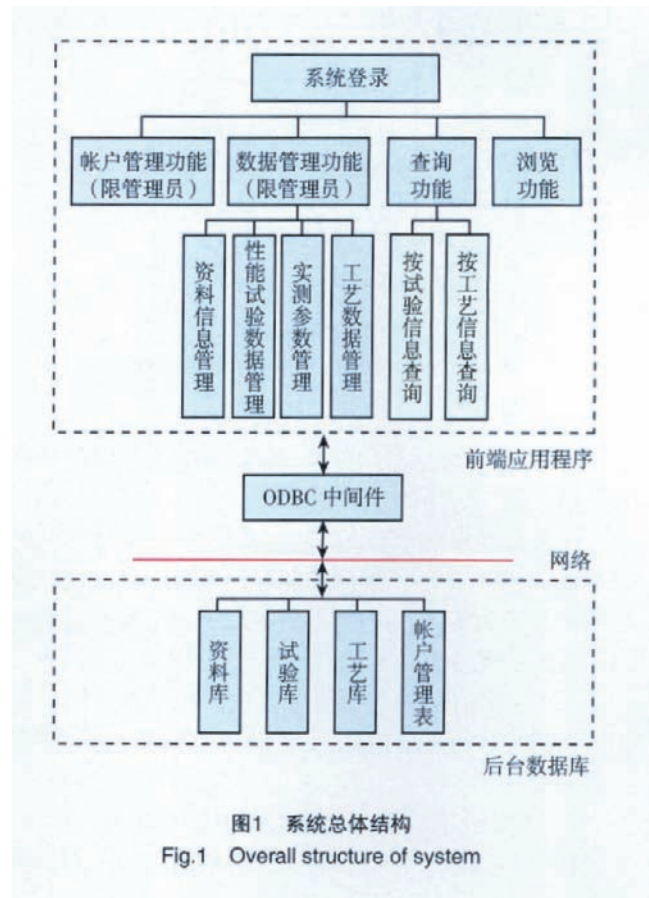 系统登录
帐户管理功能
（限管理员）
数据管理功能
（限管理员）
查询
功能
浏览
功能
资料信息管理
性能试验数据管理
实测参数管理
工艺数据管理
按试验信息查询
按工艺信息查询
前端应用程序
ODBC 中间件
网络
资料库
试验库
工艺库
帐户管理表
后台数据库
图1 系统总体结构
Fig.1 Overall structure of system